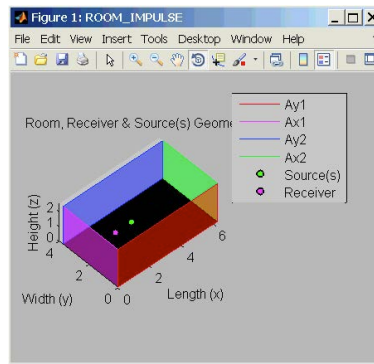 Figure 1: ROOM_IMPULSE
File Edit View Insert Tools Desktop Window Help
Room, Receiver & Source(s) Geome
Ay1
Ax1
Ay2
Ax2
Source(s)
Receiver
Height (z)
2
1
0
4
2
0
Width (y)
0
2
4
6
Length (x)